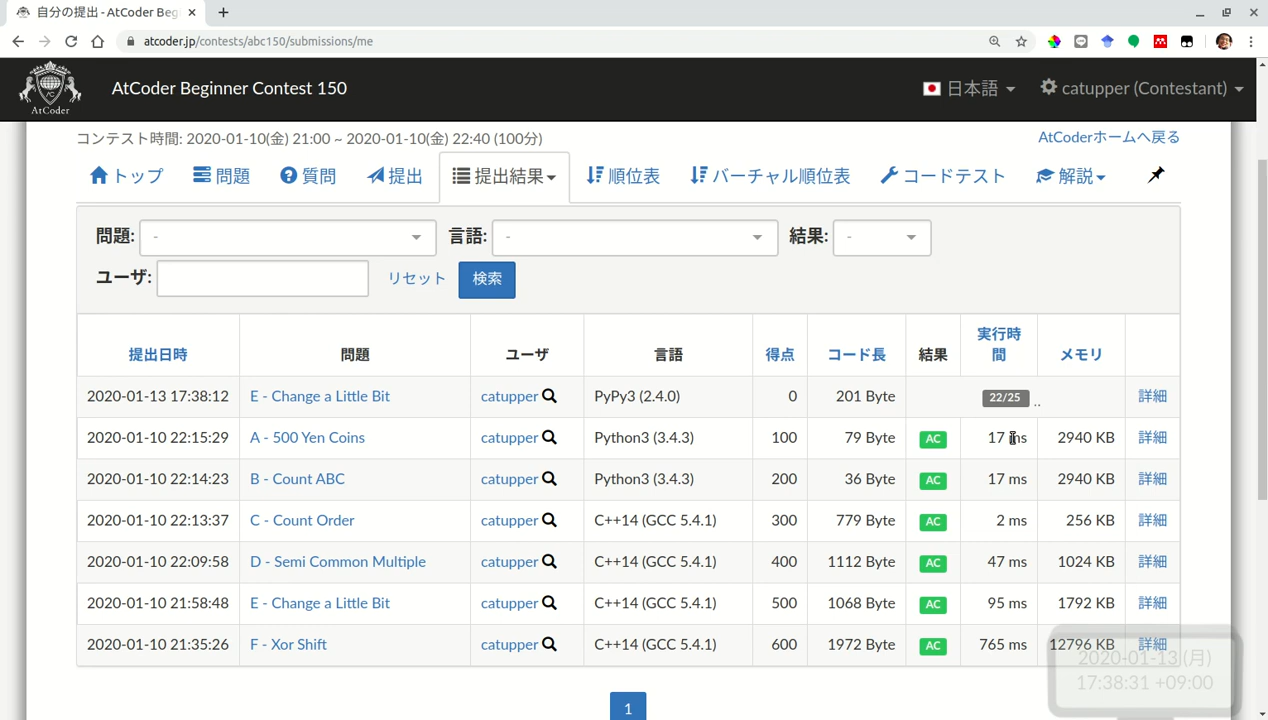 自分の提出 - AtCoder Beg
atcoder.jp/contests/abc150/submissions/me
AtCoder
AtCoder Beginner Contest 150
日本語
catupper (Contestant)
コンテスト時間: 2020-01-10(金) 21:00 ~ 2020-01-10(金) 22:40 (100分)
AtCoderホームへ戻る
トップ 問題 質問 提出 提出結果 順位表 バーチャル順位表 コードテスト 解説
問題: - 言語: - 結果: -
ユーザ: リセット 検索
提出日時 問題 ユーザ 言語 得点 コード長 結果 実行時間 メモリ
2020-01-13 17:38:12 E - Change a Little Bit catupper PyPy3 (2.4.0) 0 201 Byte 22/25 .. 詳細
2020-01-10 22:15:29 A - 500 Yen Coins catupper Python3 (3.4.3) 100 79 Byte AC 17 ms 2940 KB 詳細
2020-01-10 22:14:23 B - Count ABC catupper Python3 (3.4.3) 200 36 Byte AC 17 ms 2940 KB 詳細
2020-01-10 22:13:37 C - Count Order catupper C++14 (GCC 5.4.1) 300 779 Byte AC 2 ms 256 KB 詳細
2020-01-10 22:09:58 D - Semi Common Multiple catupper C++14 (GCC 5.4.1) 400 1112 Byte AC 47 ms 1024 KB 詳細
2020-01-10 21:58:48 E - Change a Little Bit catupper C++14 (GCC 5.4.1) 500 1068 Byte AC 95 ms 1792 KB 詳細
2020-01-10 21:35:26 F - Xor Shift catupper C++14 (GCC 5.4.1) 600 1972 Byte AC 765 ms 12796 KB 詳細
2020-01-13 (月)
17:38:31 +09:00
1